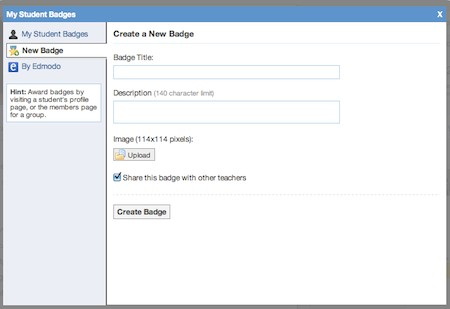 My Student Badges
X
My Student Badges
New Badge
By Edmodo
Hint: Award badges by
visiting a student's profile
page, or the members page
for a group.
Create a New Badge
Badge Title:
Description (140 character limit)
Image (114x114 pixels):
Upload
Share this badge with other teachers
Create Badge